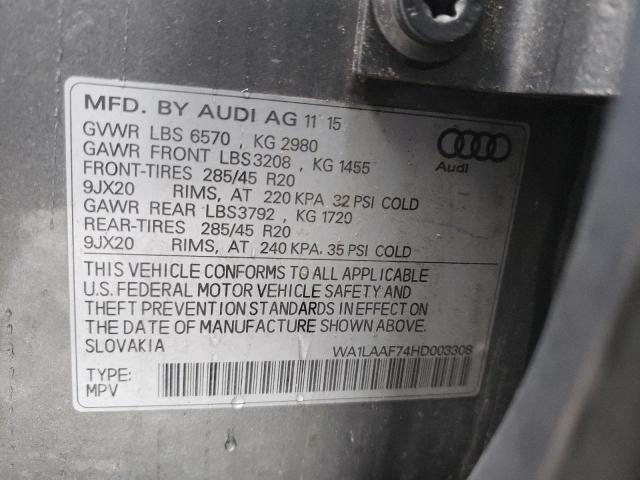 MFD. BY AUDI AG 11 15
GVWR LBS 6570 , KG 2980
GAWR FRONT LBS3208 , KG 1455
FRONT-TIRES 285/45 R20
9JX20 RIMS, AT 220 KPA 32 PSI COLD
GAWR REAR LBS3792 , KG 1720
REAR-TIRES 285/45 R20
9JX20 RIMS, AT 240 KPA 35 PSI COLD
Audi
THIS VEHICLE CONFORMS TO ALL APPLICABLE
U.S. FEDERAL MOTOR VEHICLE SAFETY AND
THEFT PREVENTION STANDARDS IN EFFECT ON
THE DATE OF MANUFACTURE SHOWN ABOVE.
SLOVAKIA WA1LAAF74HD003308
TYPE:
MPV